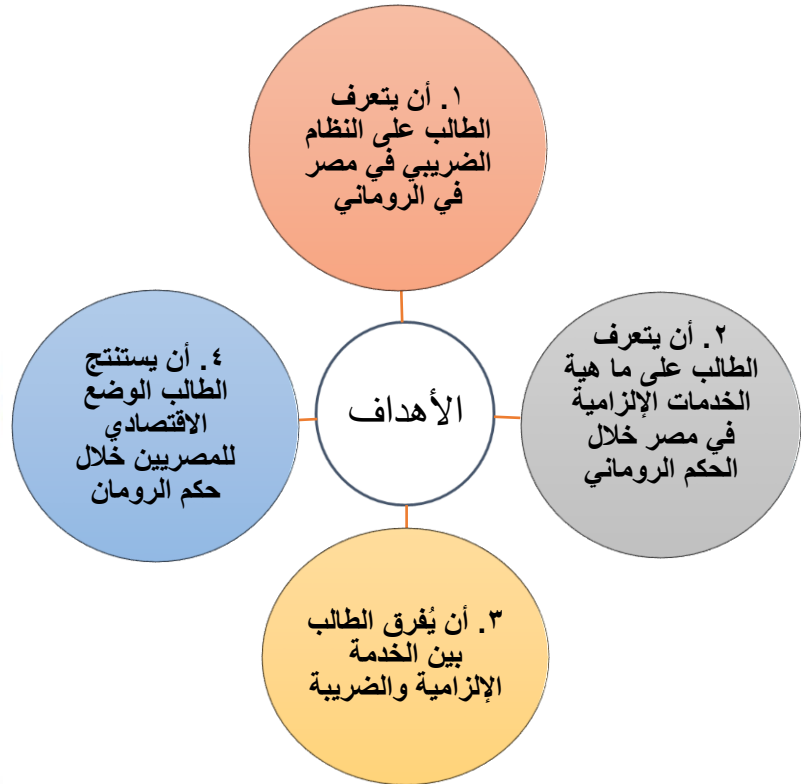 ١. أن يتعرف
الطالب على النظام
الضريبي في مصر
في الروماني
٢. أن يتعرف
الطالب على ما هية
الخدمات الإلزامية
في مصر خلال
الحكم الروماني
الأهداف
٤. أن يستنتج
الطالب الوضع
الاقتصادي
للمصريين خلال
حكم الرومان
٣. أن يُفرق الطالب
بين الخدمة
الإلزامية والضريبة